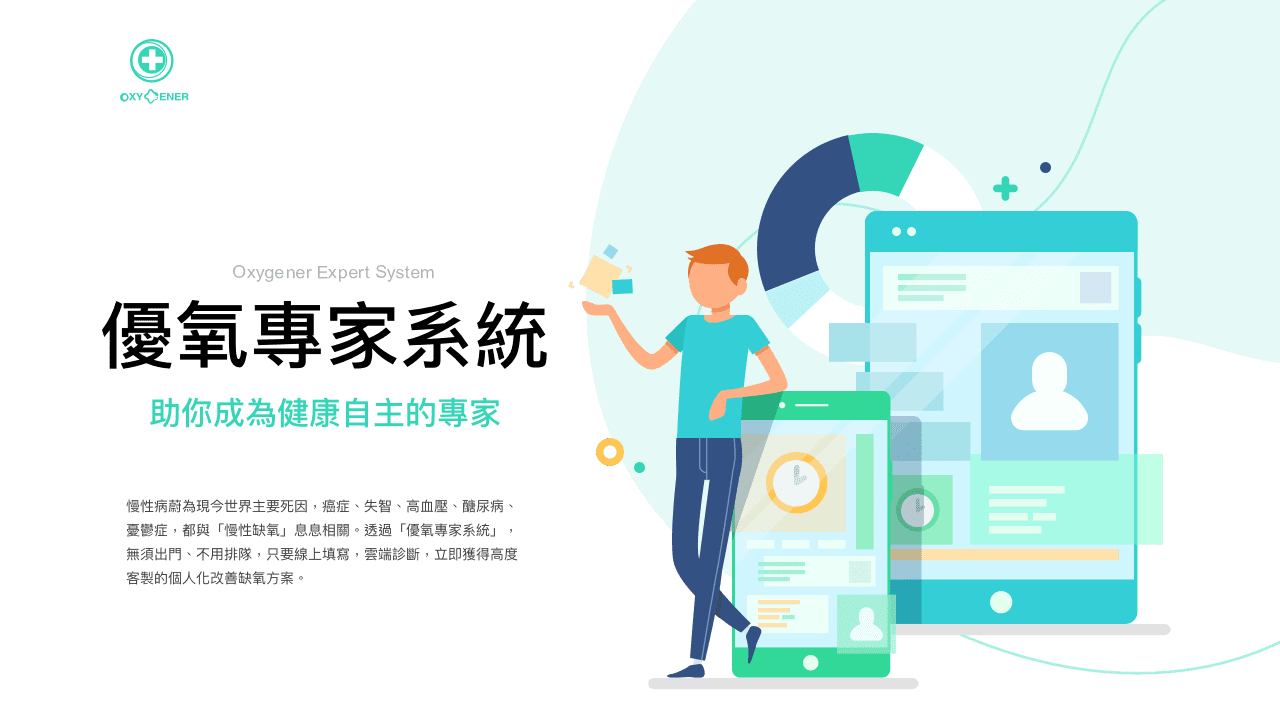 OXYGENER
Oxygener Expert System
優氧專家系統
助你成為健康自主的專家
慢性病蔚為現今世界主要死因，癌症、失智、高血壓、醣尿病、
憂鬱症，都與「慢性缺氧」息息相關。透過「優氧專家系統」，
無須出門、不用排隊，只要線上填寫，雲端診斷，立即獲得高度
客製的個人化改善缺氧方案。